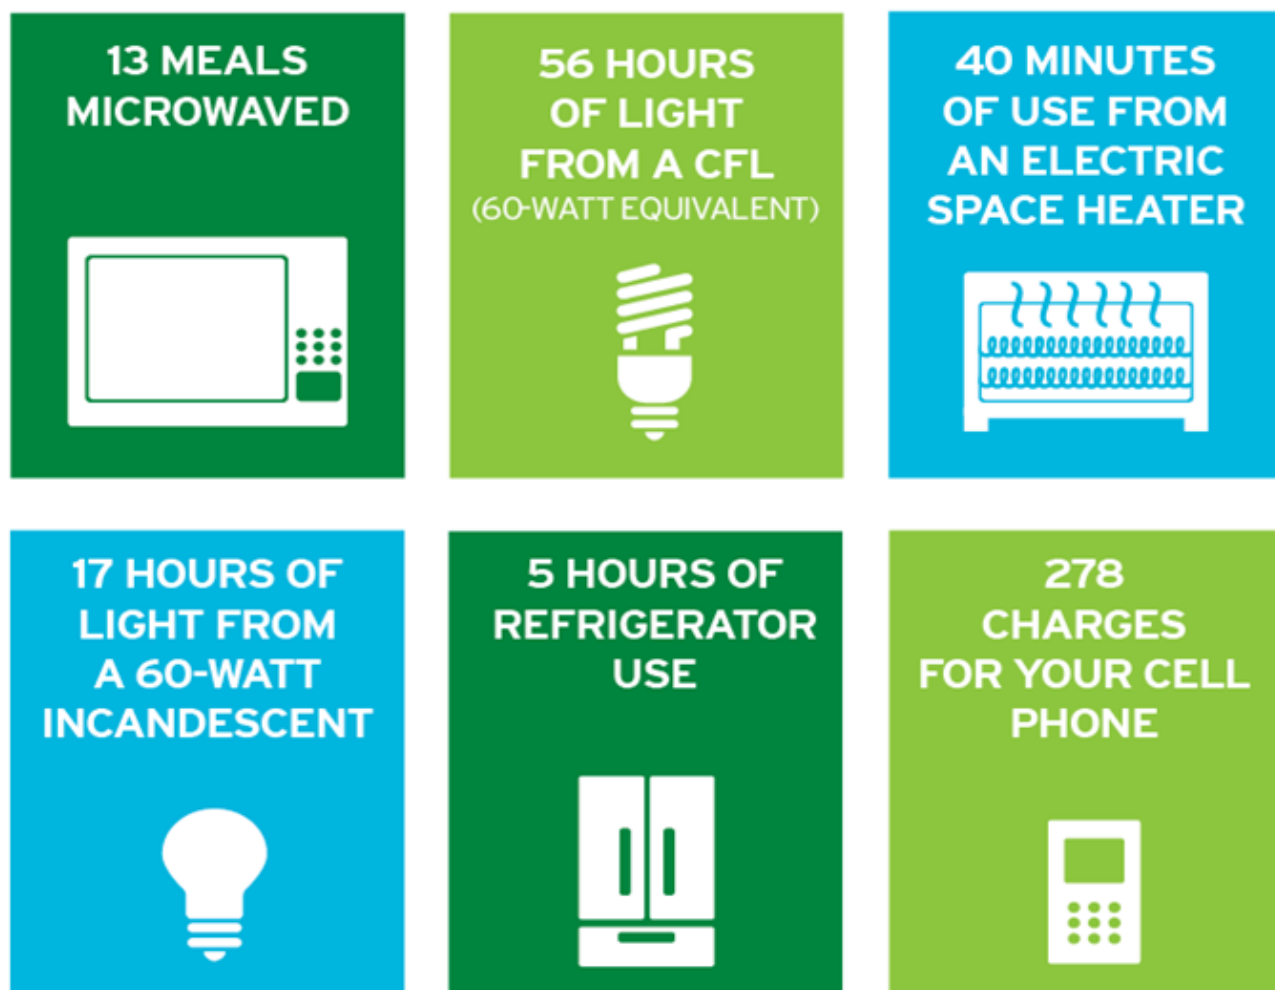 13 MEALS
MICROWAVED
56 HOURS
OF LIGHT
FROM A CFL
(60-WATT EQUIVALENT)
40 MINUTES
OF USE FROM
AN ELECTRIC
SPACE HEATER
17 HOURS OF
LIGHT FROM
A 60-WATT
INCANDESCENT
5 HOURS OF
REFRIGERATOR
USE
278
CHARGES
FOR YOUR CELL
PHONE